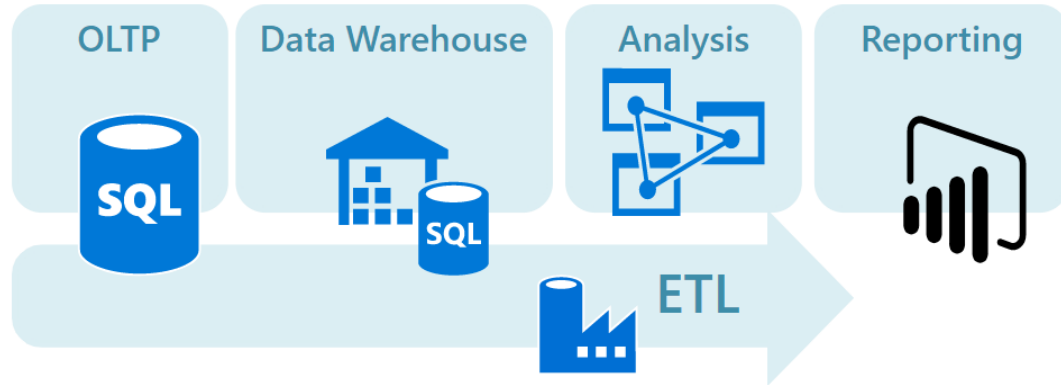 OLTP
Data Warehouse
Analysis
Reporting
SQL
SQL
ETL